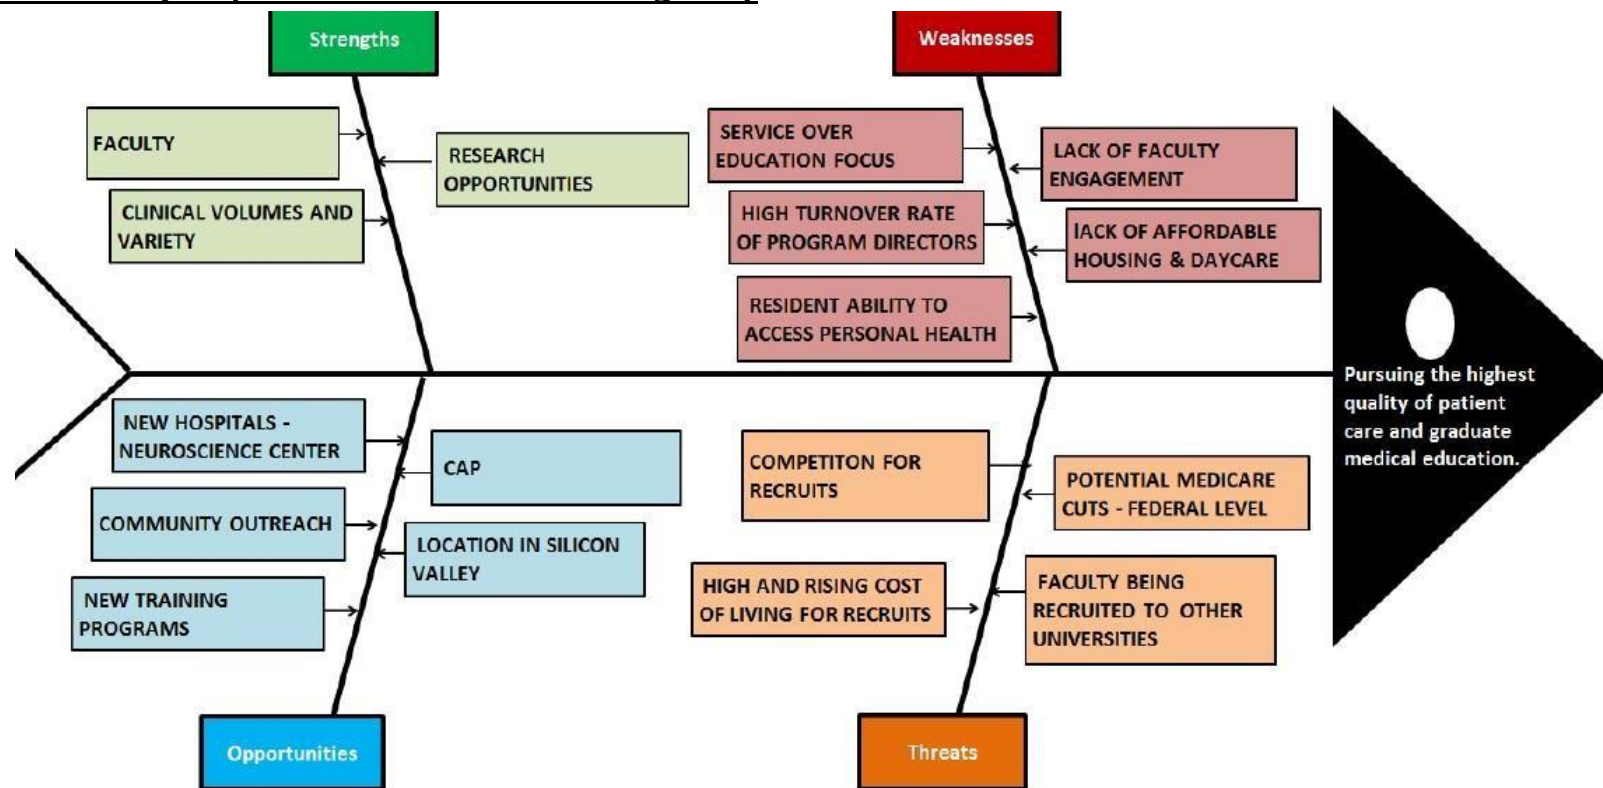 Strengths
Weaknesses
FACULTY
RESEARCH
OPPORTUNITIES
CLINICAL VOLUMES AND
VARIETY
SERVICE OVER
EDUCATION FOCUS
LACK OF FACULTY
ENGAGEMENT
HIGH TURNOVER RATE
OF PROGRAM DIRECTORS
lACK OF AFFORDABLE
HOUSING & DAYCARE
RESIDENT ABILITY TO
ACCESS PERSONAL HEALTH
Pursuing the highest
quality of patient
care and graduate
medical education.
NEW HOSPITALS -
NEUROSCIENCE CENTER
CAP
COMMUNITY OUTREACH
LOCATION IN SILICON
VALLEY
NEW TRAINING
PROGRAMS
COMPETITON FOR
RECRUITS
POTENTIAL MEDICARE
CUTS - FEDERAL LEVEL
HIGH AND RISING COST
OF LIVING FOR RECRUITS
FACULTY BEING
RECRUITED TO OTHER
UNIVERSITIES
Opportunities
Threats